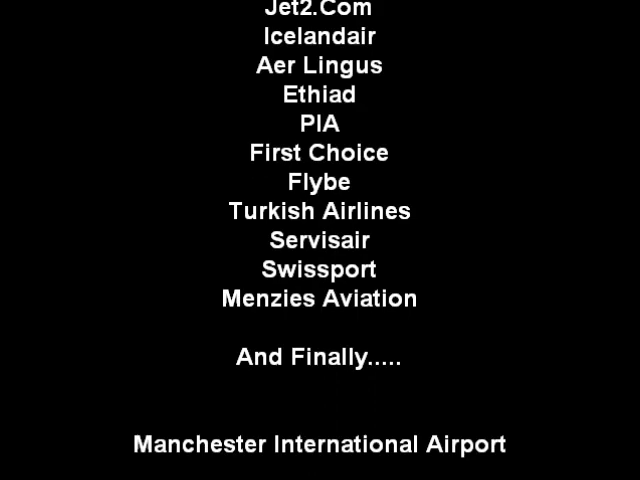 Jet2.Com
Icelandair
Aer Lingus
Ethiad
PIA
First Choice
Flybe
Turkish Airlines
Servisair
Swissport
Menzies Aviation
And Finally.....
Manchester International Airport